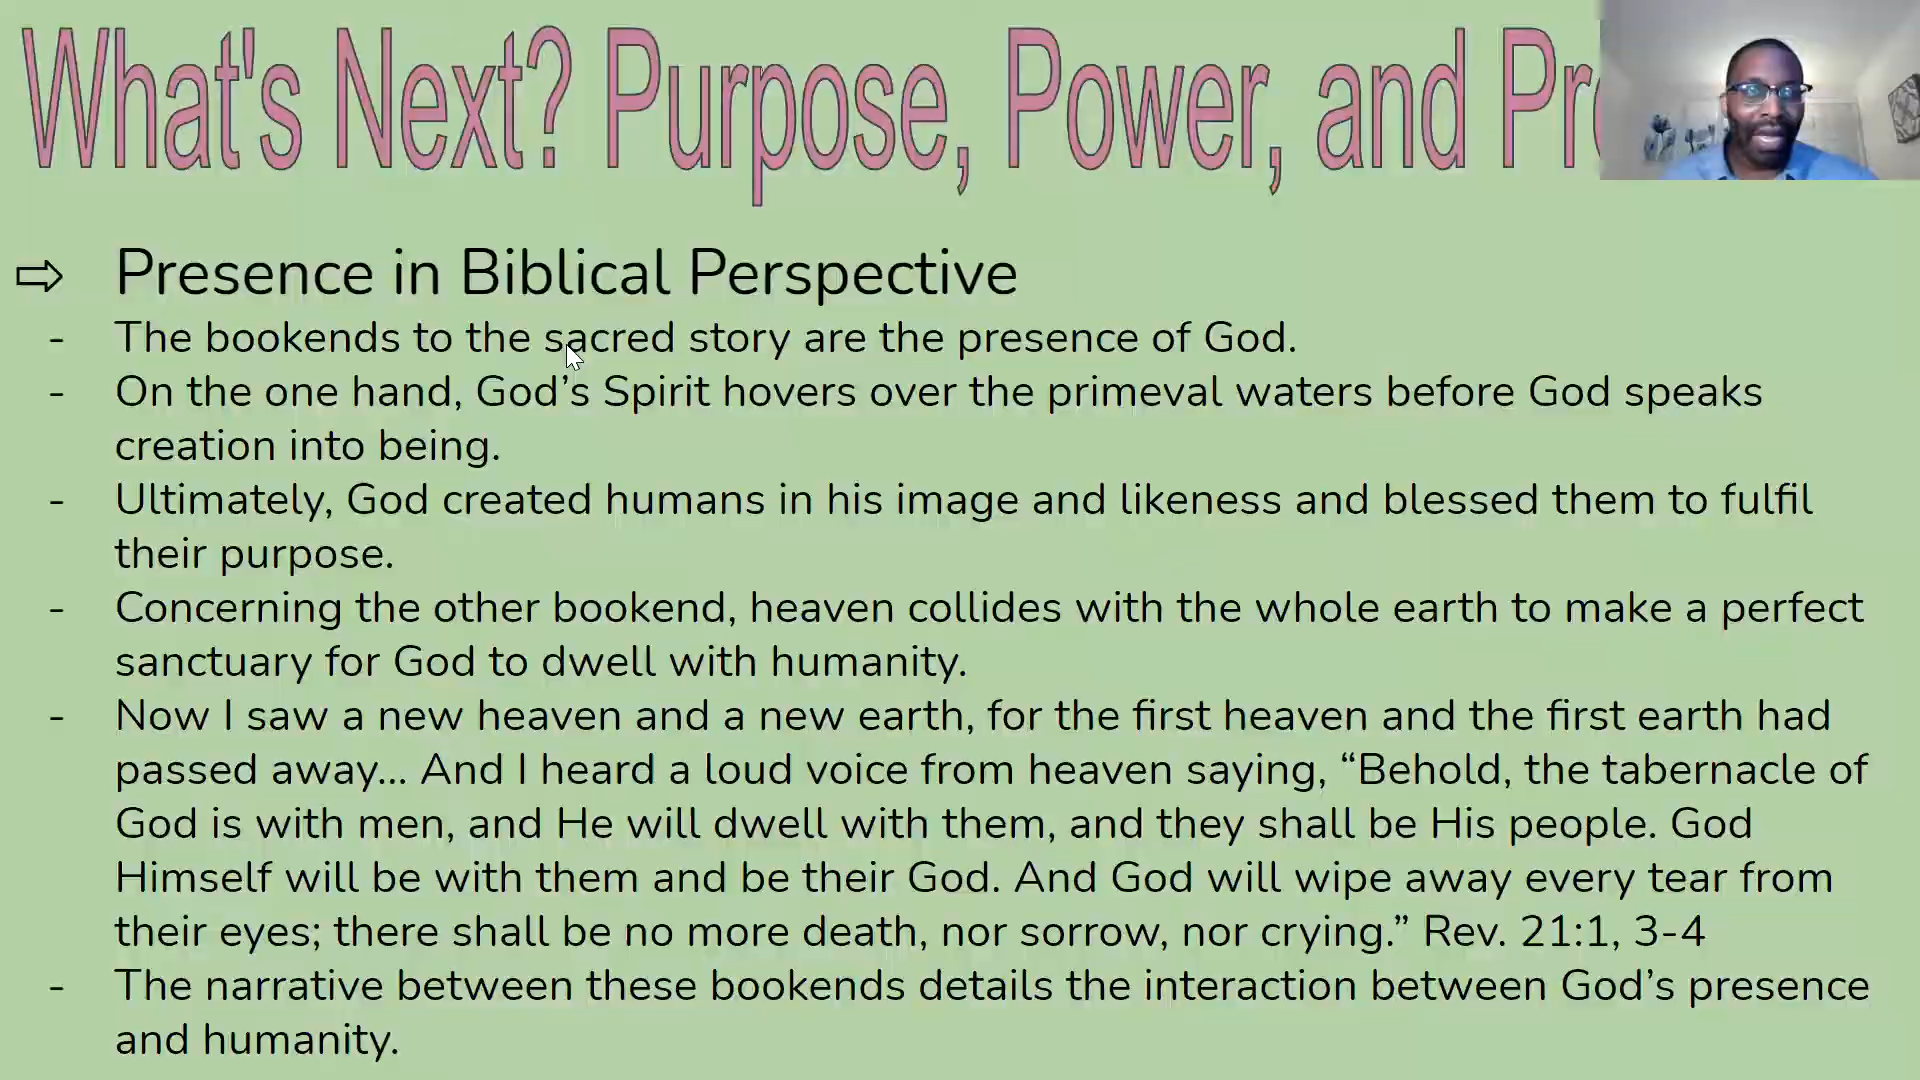 What's Next? Purpose, Power, and
⇨ Presence in Biblical Perspective
- The bookends to the sacred story are the presence of God.
- On the one hand, God’s Spirit hovers over the primeval waters before God speaks
creation into being.
- Ultimately, God created humans in his image and likeness and blessed them to fulfil
their purpose.
- Concerning the other bookend, heaven collides with the whole earth to make a perfect
sanctuary for God to dwell with humanity.
- Now I saw a new heaven and a new earth, for the first heaven and the first earth had
passed away... And I heard a loud voice from heaven saying, “Behold, the tabernacle of
God is with men, and He will dwell with them, and they shall be His people. God
Himself will be with them and be their God. And God will wipe away every tear from
their eyes; there shall be no more death, nor sorrow, nor crying.” Rev. 21:1, 3-4
- The narrative between these bookends details the interaction between God’s presence
and humanity.